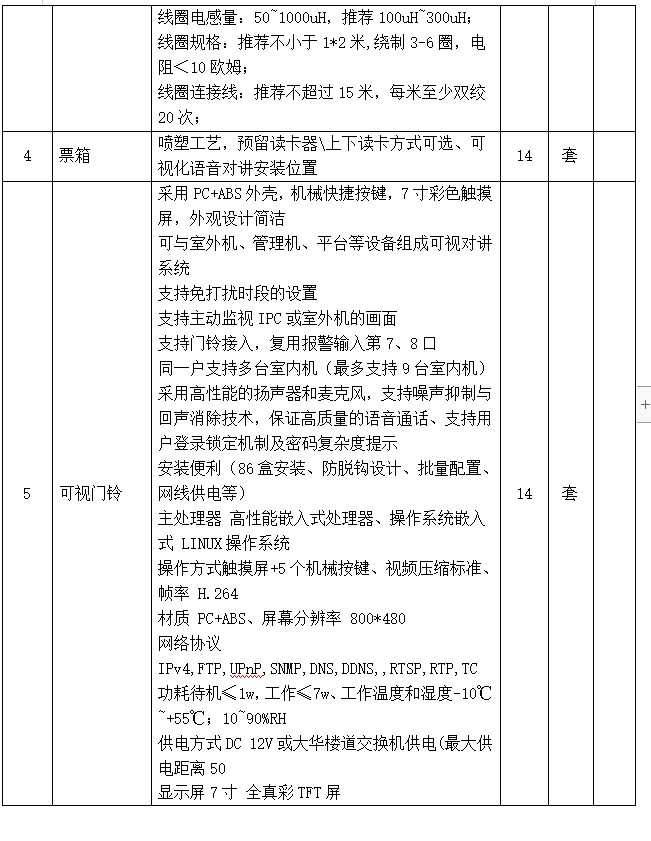 线圈电感量：50~1000uH，推荐 100uH~300uH；
线圈规格：推荐不小于 1*2 米,绕制 3-6 圈，电
阻＜10 欧姆；
线圈连接线：推荐不超过 15 米，每米至少双绞
20 次；
4 票箱 喷塑工艺，预留读卡器\上下读卡方式可选、可 14 套
视化语音对讲安装位置
采用 PC+ABS 外壳，机械快捷按键，7 寸彩色触摸
屏，外观设计简洁
可与室外机、管理机、平台等设备组成可视对讲
系统
支持免打扰时段的设置
支持主动监视 IPC 或室外机的画面
支持门铃接入，复用报警输入第 7、8 口
同一户支持多台室内机（最多支持 9 台室内机）
采用高性能的扬声器和麦克风，支持噪声抑制与
回声消除技术，保证高质量的语音通话、支持用
户登录锁定机制及密码复杂度提示
安装便利（86 盒安装、防脱钩设计、批量配置、
5 可视门铃 网线供电等） 14 套
主处理器 高性能嵌入式处理器、操作系统嵌入
式 LINUX 操作系统
操作方式触摸屏+5 个机械按键、视频压缩标准、
帧率 H.264
材质 PC+ABS、屏幕分辨率 800*480
网络协议
IPv4,FTP,UPnP,SNMP,DNS,DDNS,,RTSP,RTP,TC
功耗待机≤1w，工作≤7w、工作温度和湿度-10℃
~+55℃；10~90%RH
供电方式 DC 12V 或大华楼道交换机供电(最大供
电距离 50
显示屏 7 寸 全真彩 TFT 屏
+